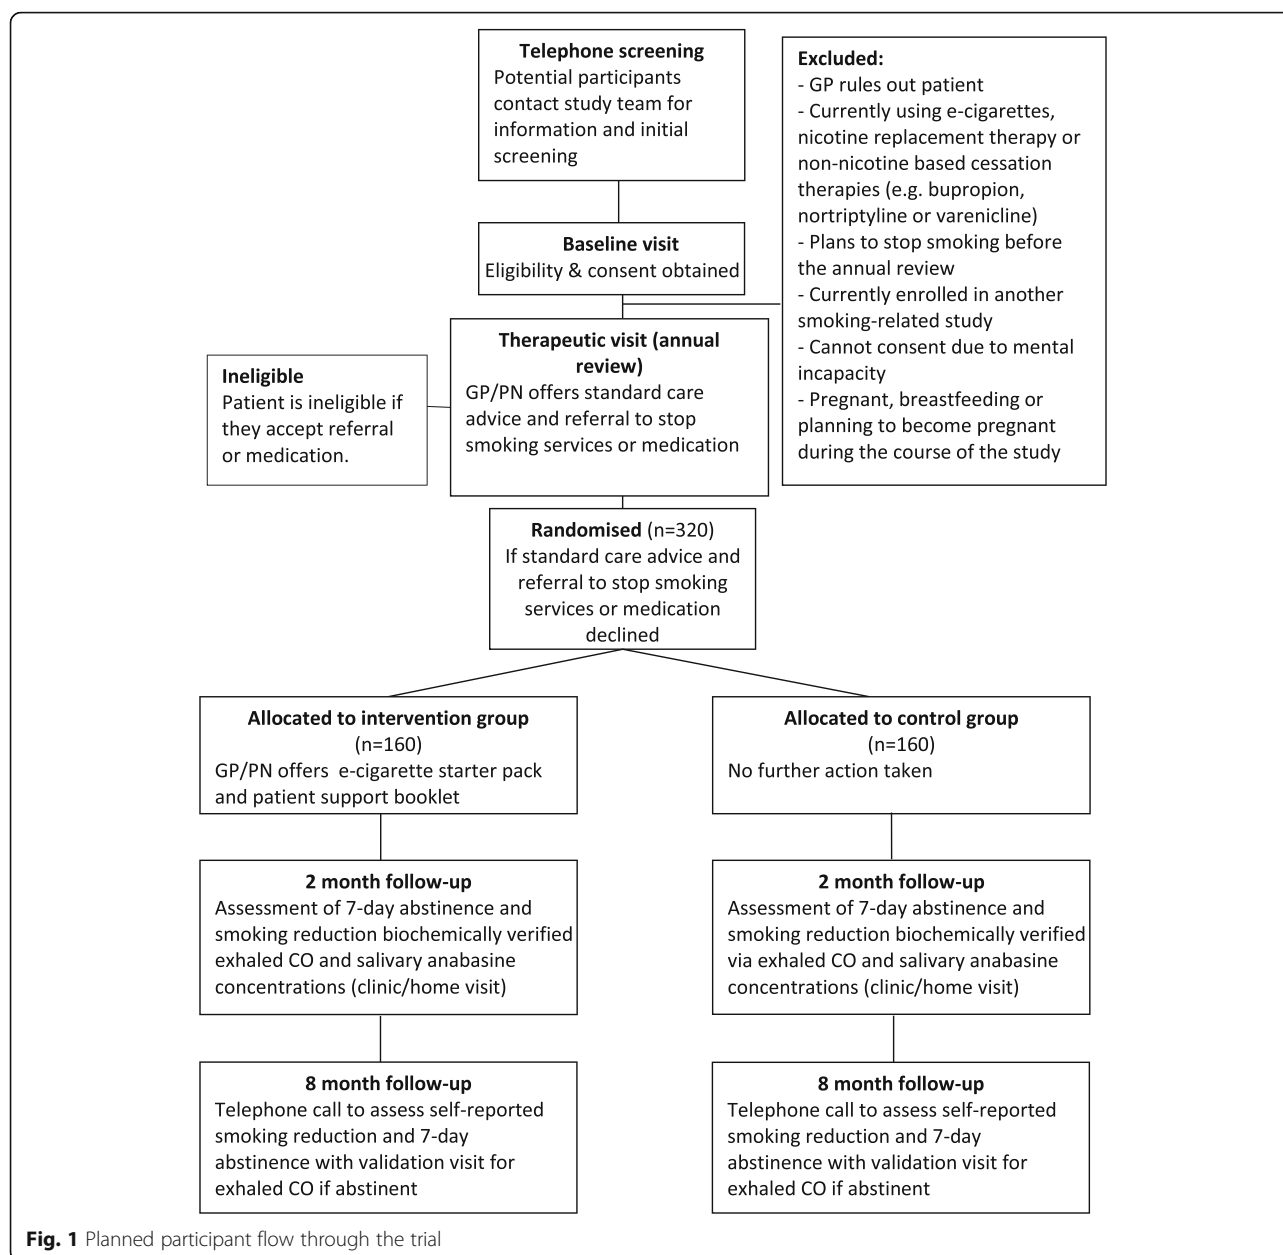 Telephone screening
Potential participants
contact study team for
information and initial
screening
Excluded:
- GP rules out patient
- Currently using e-cigarettes,
nicotine replacement therapy or
non-nicotine based cessation
therapies (e.g. bupropion,
nortriptyline or varenicline)
- Plans to stop smoking before
the annual review
- Currently enrolled in another
smoking-related study
- Cannot consent due to mental
incapacity
- Pregnant, breastfeeding or
planning to become pregnant
during the course of the study
Baseline visit
Eligibility & consent obtained
Therapeutic visit (annual
review)
GP/PN offers standard care
advice and referral to stop
smoking services or medication
Ineligible
Patient is ineligible if
they accept referral
or medication.
Randomised (n=320)
If standard care advice and
referral to stop smoking
services or medication
declined
Allocated to intervention group
(n=160)
GP/PN offers e-cigarette starter pack
and patient support booklet
Allocated to control group
(n=160)
No further action taken
2 month follow-up
Assessment of 7-day abstinence and
smoking reduction biochemically verified
exhaled CO and salivary anabasine
concentrations (clinic/home visit)
2 month follow-up
Assessment of 7-day abstinence and
smoking reduction biochemically verified
via exhaled CO and salivary anabasine
concentrations (clinic/home visit)
8 month follow-up
Telephone call to assess self-reported
smoking reduction and 7-day
abstinence with validation visit for
exhaled CO if abstinent
8 month follow-up
Telephone call to assess self-reported
smoking reduction and 7-day
abstinence with validation visit for
exhaled CO if abstinent
Fig. 1 Planned participant flow through the trial